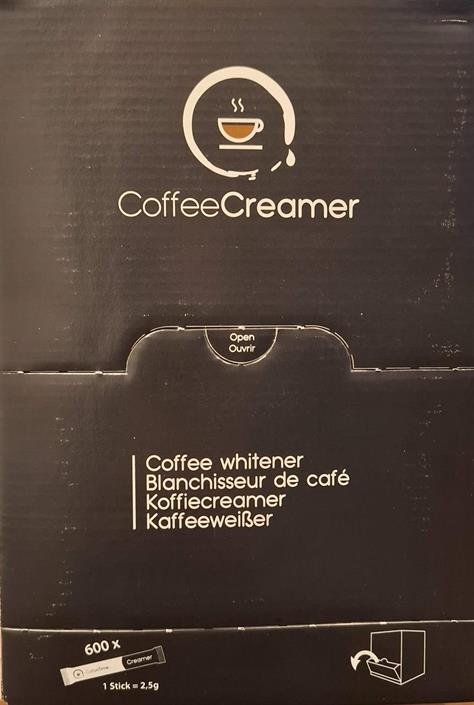 CoffeeCreamer
Open
Ouvrir
Coffee whitener
Blanchisseur de café
Koffiecreamer
Kaffeeweißer
600 x
Creamer
1 Stick = 2,5g